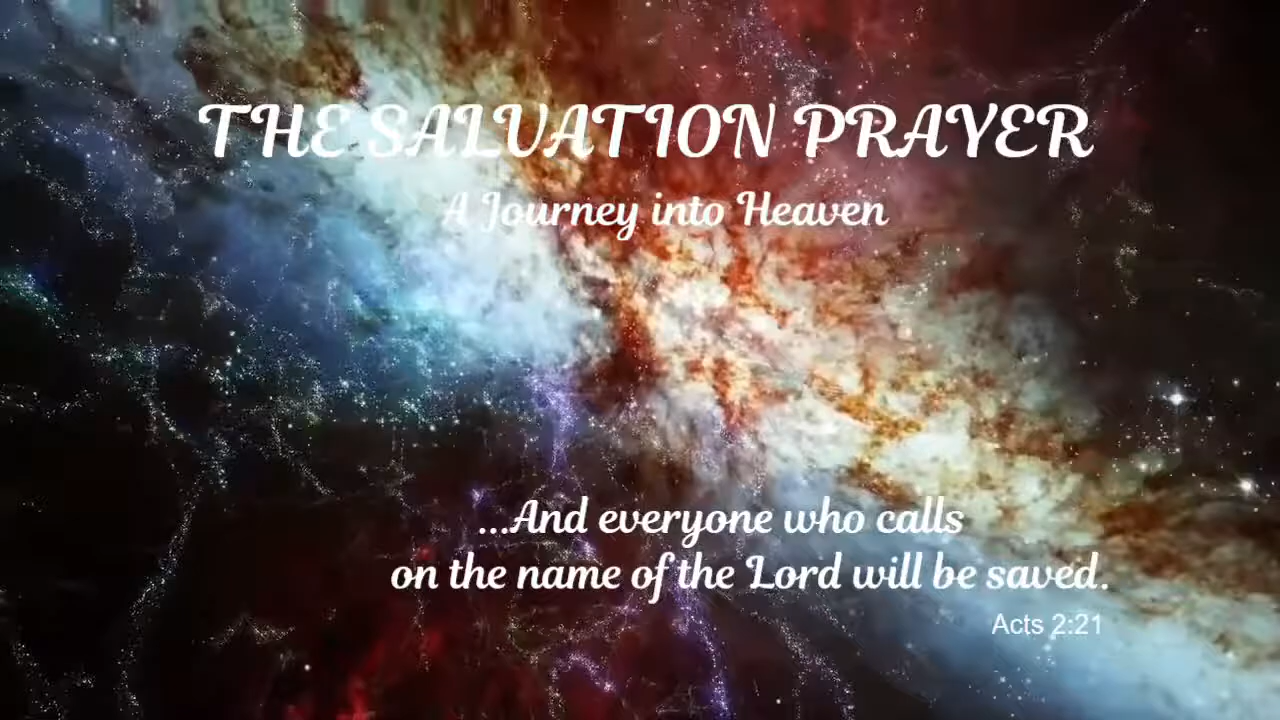 THE SALVATION PRAYER
A Journey into Heaven
...And everyone who calls
on the name of the Lord will be saved.
Acts 2:21